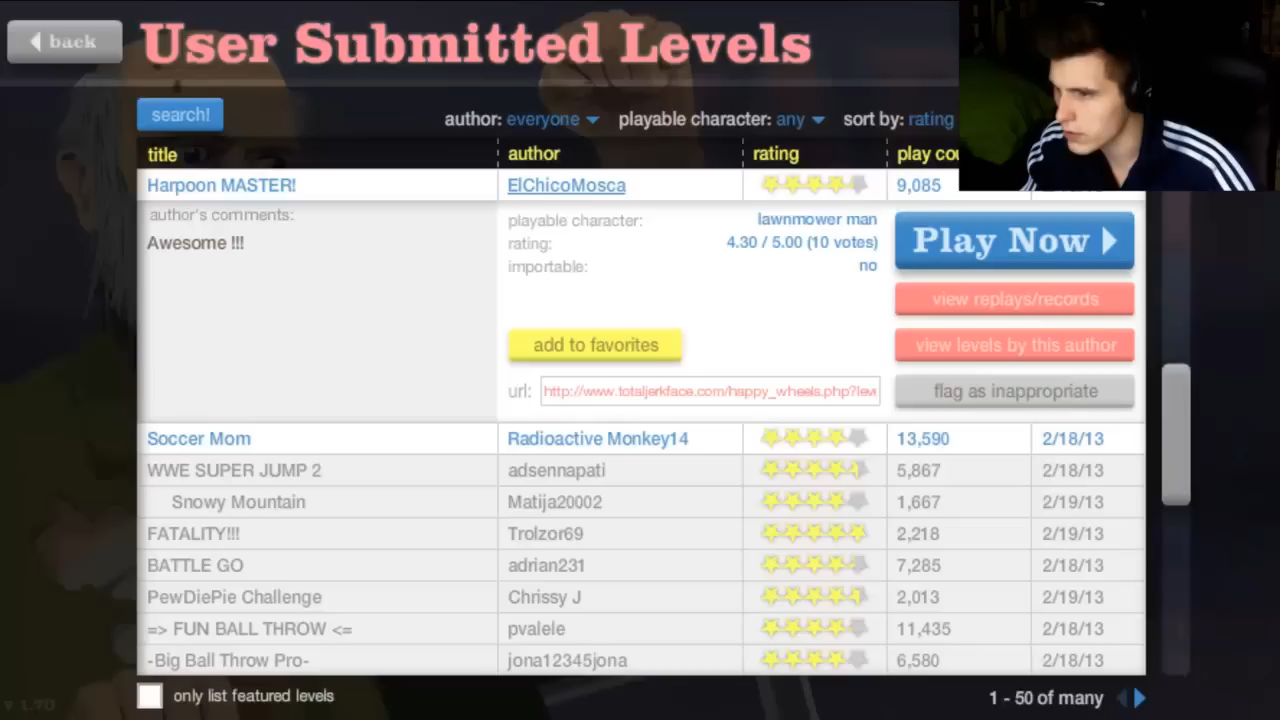 back
User Submitted Levels
search!
author: everyone playable character: any sort by: rating
title author rating play cou
Harpoon MASTER! ElChicoMosca 9,085
author's comments:
Awesome !!!
playable character: lawnmower man
rating: 4.30 / 5.00 (10 votes)
importable: no
Play Now
view replays/records
add to favorites
view levels by this author
url: http://www.totaljerkface.com/happy_wheels.php?lev
flag as inappropriate
Soccer Mom Radioactive Monkey14 13,590 2/18/13
WWE SUPER JUMP 2 adsennapati 5,867 2/18/13
Snowy Mountain Matija20002 1,667 2/19/13
FATALITY!!! Trolzor69 2,218 2/19/13
BATTLE GO adrian231 7,285 2/18/13
PewDiePie Challenge Chrissy J 2,013 2/19/13
=> FUN BALL THROW <= pvalele 11,435 2/18/13
-Big Ball Throw Pro- jona12345jona 6,580 2/18/13
only list featured levels
1 - 50 of many
v 1.70